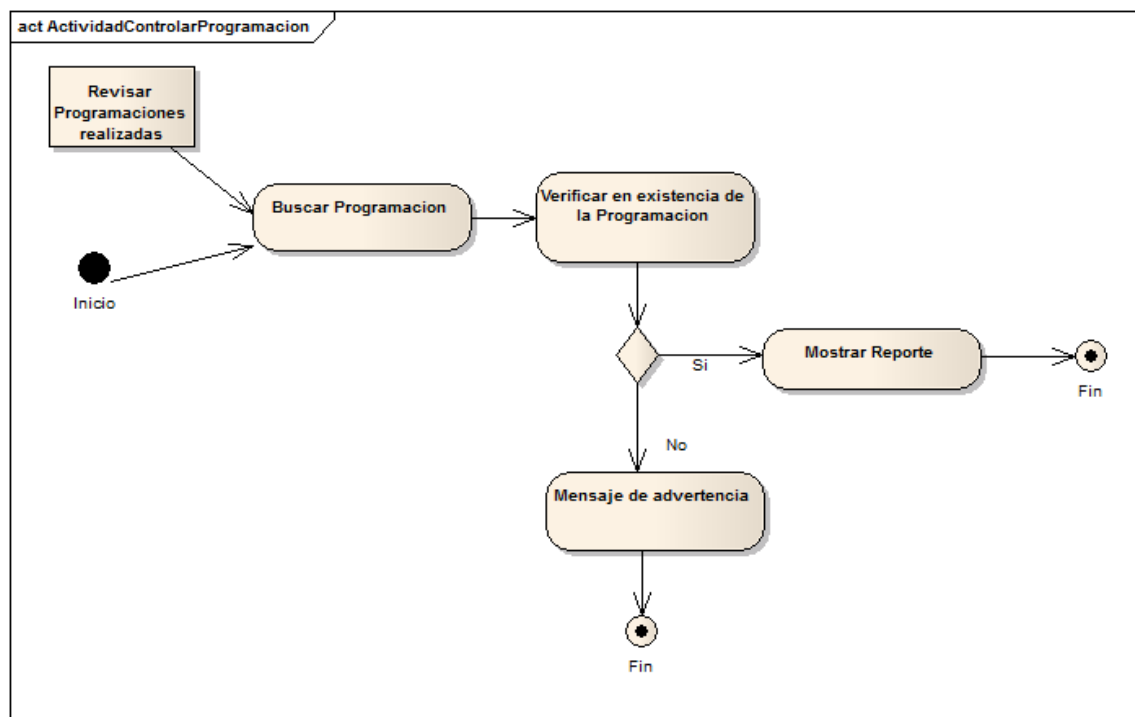 act ActividadControlarProgramacion
Revisar
Programaciones
realizadas
Buscar Programacion
Verificar en existencia de
la Programacion
Inicio
Si
Mostrar Reporte
Fin
No
Mensaje de advertencia
Fin